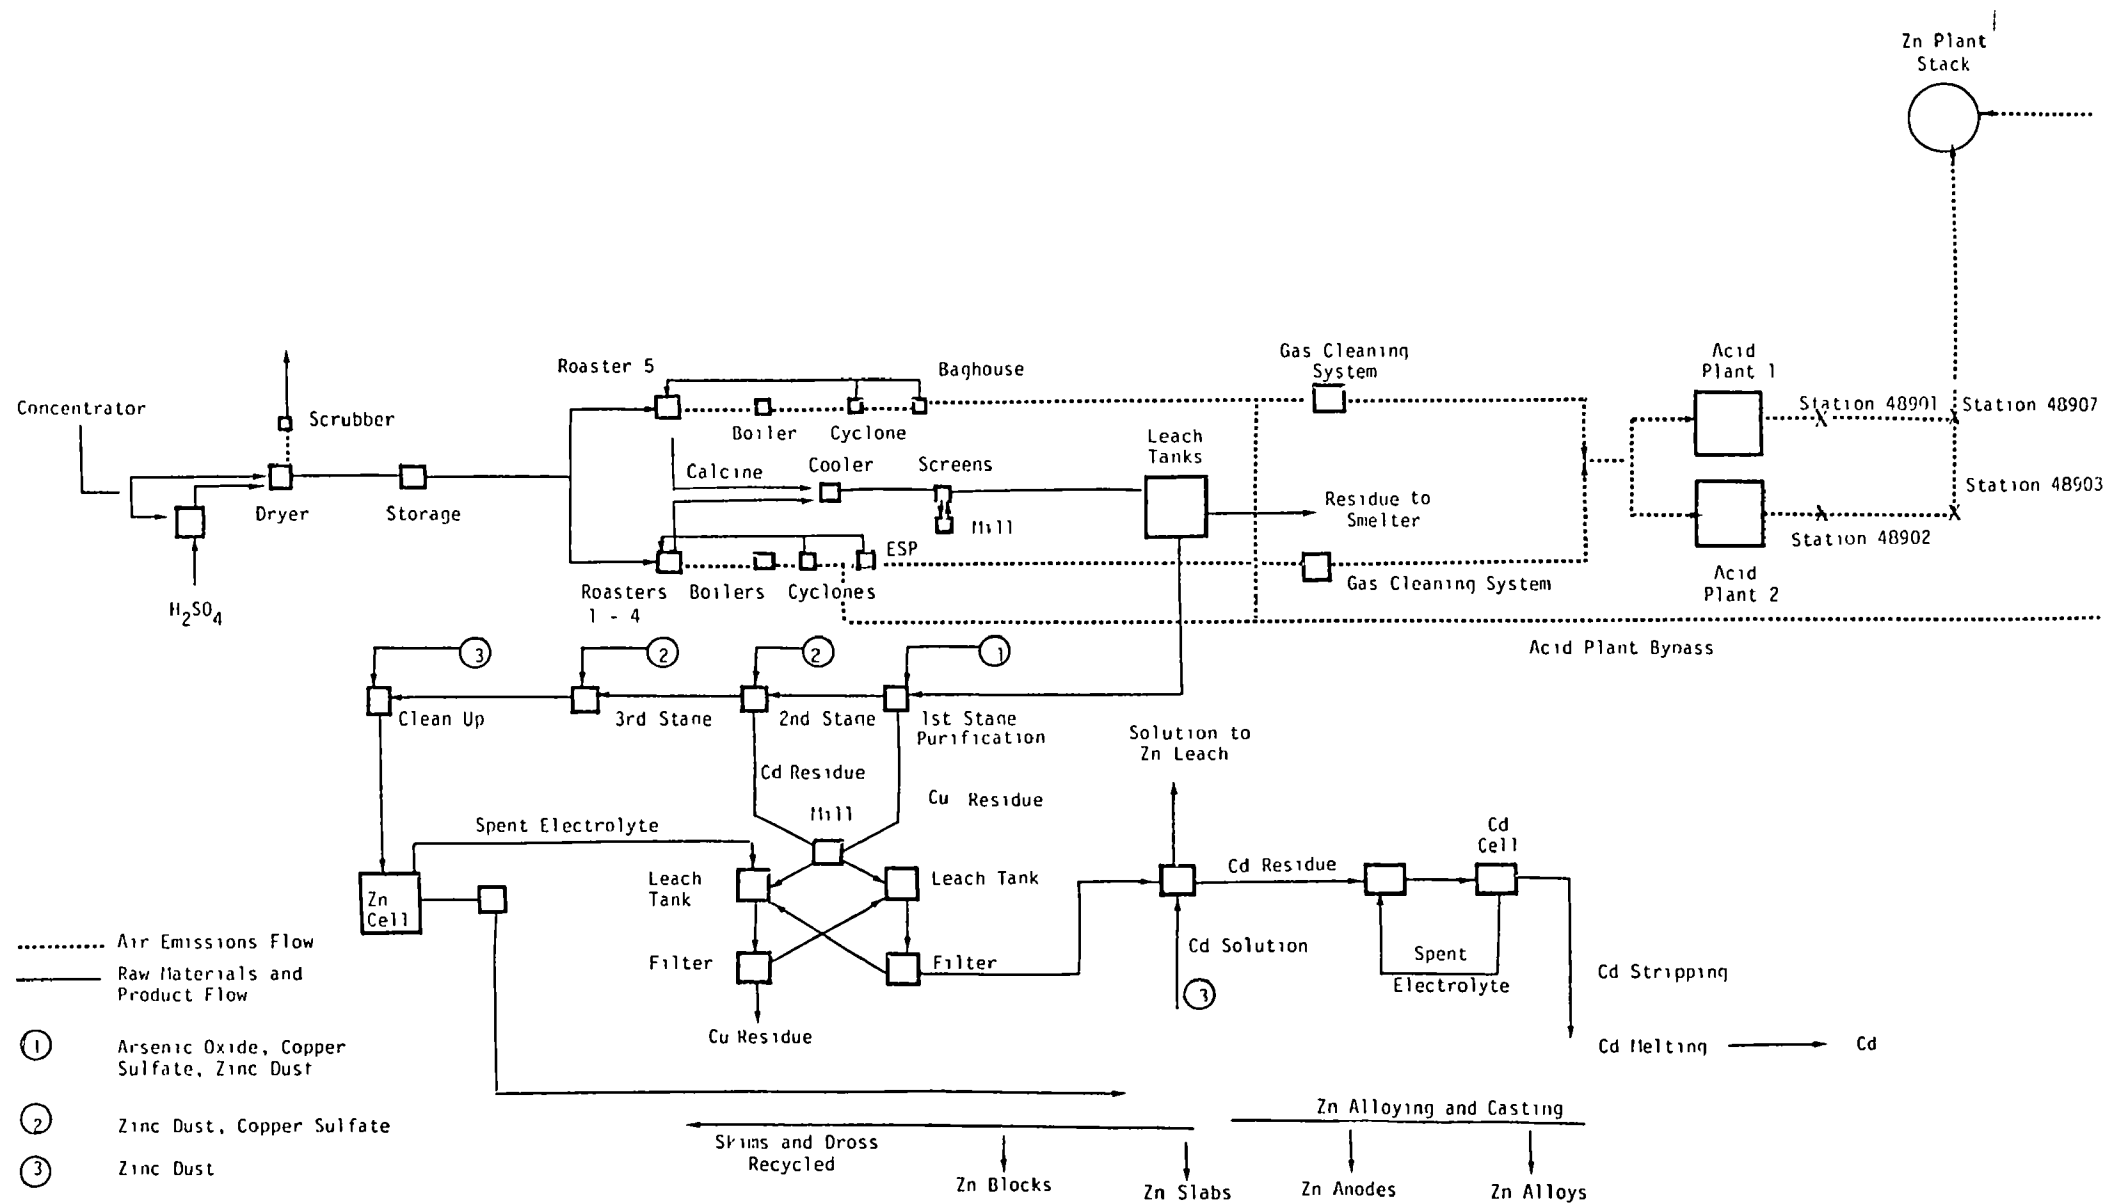 Zn Plant
Stack
Roaster 5
Baghouse
Gas Cleaning
System
Acid
Plant 1
Concentrator
Scrubber
Boiler
Cyclone
Station 48901
Station 48907
Leach
Tanks
Calcine
Cooler
Screens
Dryer
Storage
Mill
Residue to
Smelter
Station 48903
Station 48902
ESP
H2SO4
Roasters
1 - 4
Boilers
Cyclones
Gas Cleaning System
Acid
Plant 2
Acid Plant Bypass
3
2
2
1
Clean Up
3rd Stage
2nd Stage
1st Stage
Purification
Solution to
Zn Leach
Cd Residue
Cu Residue
Mill
Spent Electrolyte
Cd
Cell
Leach
Tank
Leach Tank
Cd Residue
Zn
Cell
Air Emissions Flow
Filter
Filter
Cd Solution
Spent
Electrolyte
Cd Stripping
Raw Materials and
Product Flow
3
Cu Residue
Cd Melting
Cd
1
Arsenic Oxide, Copper
Sulfate, Zinc Dust
2
Zinc Dust, Copper Sulfate
3
Zinc Dust
Zn Alloying and Casting
Skims and Dross
Recycled
Zn Blocks
Zn Slabs
Zn Anodes
Zn Alloys